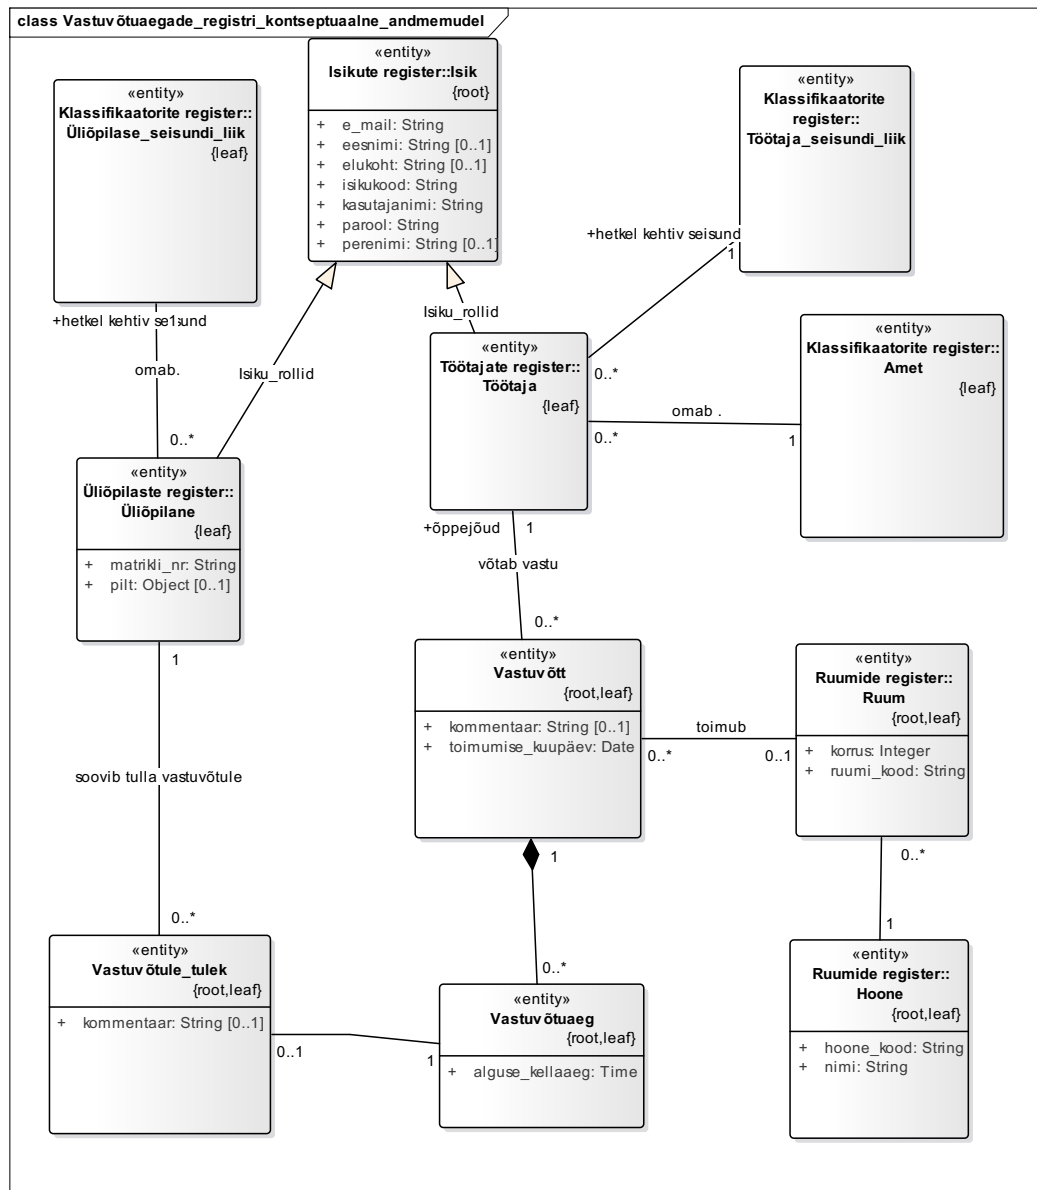 class Vastuvõtuaegade_registri_kontseptuaalne_andmemudel
«entity»
Isikute register::Isik
{root}
+ e_mail: String
+ eesnimi: String [0..1]
+ elukoht: String [0..1]
+ isikukood: String
+ kasutajanimi: String
+ parool: String
+ perenimi: String [0..1]
«entity»
Klassifikaatorite register::
Üliõpilase_seisundi_liik
{leaf}
«entity»
Klassifikaatorite
register::
Töötaja_seisundi_liik
+hetkel kehtiv seisund
1
+hetkel kehtiv seisund
1
omab.
0..*
Isiku_rollid
Isiku_rollid
«entity»
Töötajate register::
Töötaja
{leaf}
0..*
omab .
0..*
1
«entity»
Klassifikaatorite register::
Amet
{leaf}
«entity»
Üliõpilaste register::
Üliõpilane
{leaf}
+ matrikli_nr: String
+ pilt: Object [0..1]
+õppejõud
1
võtab vastu
0..*
1
soovib tulla vastuvõtule
0..*
«entity»
Vastuvõtt
{root,leaf}
+ kommentaar: String [0..1]
+ toimumise_kuupäev: Date
toimub
0..*
0..1
«entity»
Ruumide register::
Ruum
{root,leaf}
+ korrus: Integer
+ ruumi_kood: String
0..*
1
1
0..*
«entity»
Vastuvõtule_tulek
{root,leaf}
+ kommentaar: String [0..1]
0..1
1
«entity»
Vastuvõtuaeg
{root,leaf}
+ alguse_kellaaeg: Time
«entity»
Ruumide register::
Hoone
{root,leaf}
+ hoone_kood: String
+ nimi: String